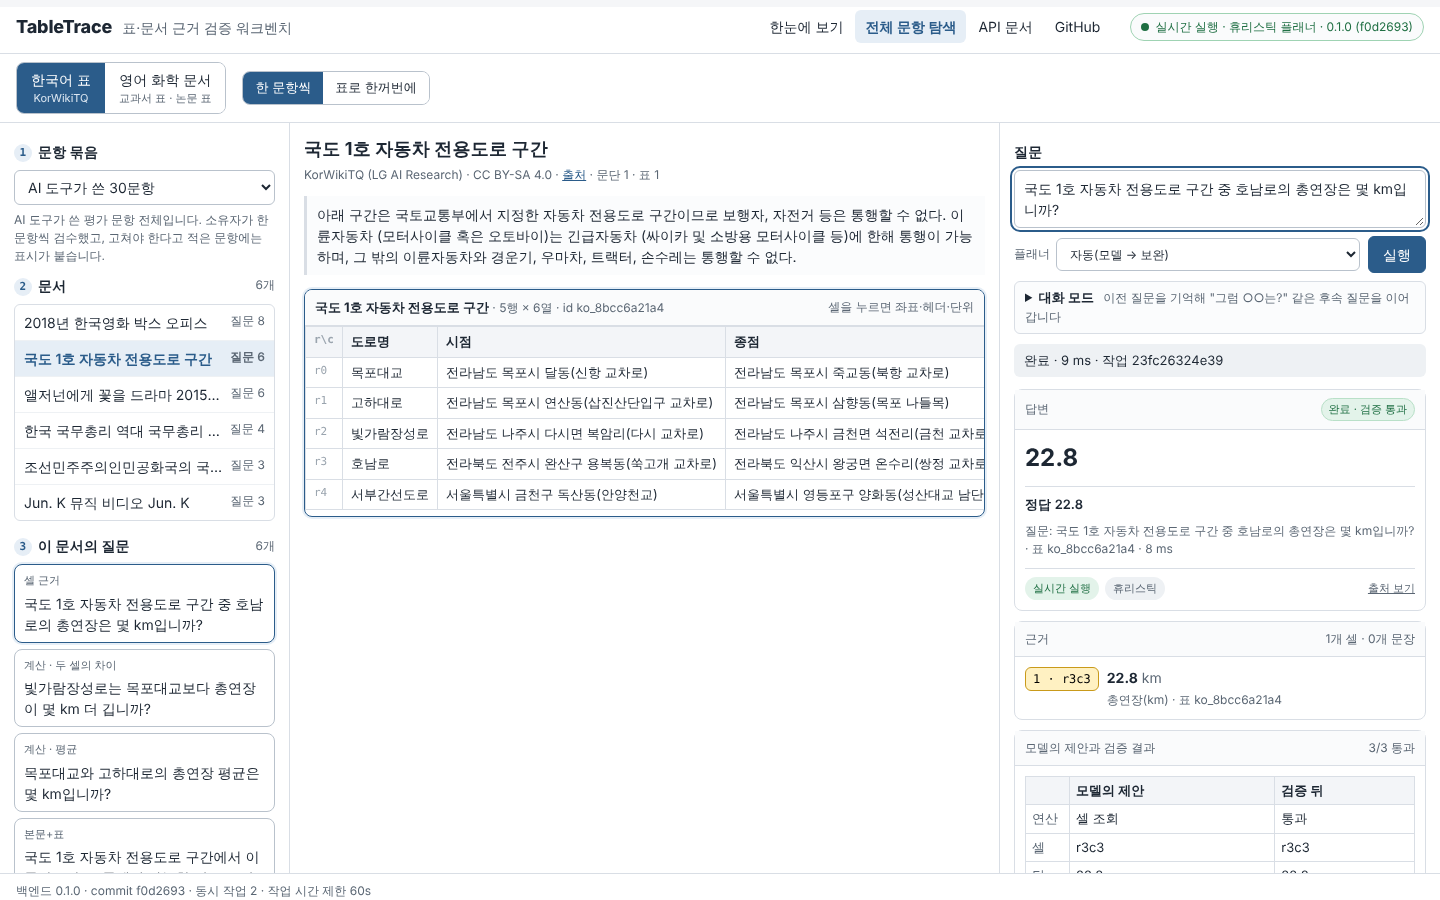 TableTrace 표·문서 근거 검증 워크벤치
한눈에 보기 전체 문항 탐색 API 문서 GitHub 실시간 실행 · 휴리스틱 플래너 · 0.1.0 (f0d2693)
한국어 표
KorWikiTQ
영어 화학 문서
교과서 표 · 논문 표
한 문항씩 표로 한꺼번에
1 문항 묶음
AI 도구가 쓴 30문항
AI 도구가 쓴 평가 문항 전체입니다. 소유자가 한
문항씩 검수했고, 고쳐야 한다고 적은 문항에는
표시가 붙습니다.
2 문서 6개
2018년 한국영화 박스 오피스 질문 8
국도 1호 자동차 전용도로 구간 질문 6
앨저넌에게 꽃을 드라마 2015... 질문 6
한국 국무총리 역대 국무총리 ... 질문 4
조선민주주의인민공화국의 국... 질문 3
Jun. K 뮤직 비디오 Jun. K 질문 3
3 이 문서의 질문 6개
셀 근거
국도 1호 자동차 전용도로 구간 중 호남
로의 총연장은 몇 km입니까?
계산 · 두 셀의 차이
빛가람장성로는 목포대교보다 총연장
이 몇 km 더 깁니까?
계산 · 평균
목포대교와 고하대로의 총연장 평균은
몇 km입니까?
본문+표
국도 1호 자동차 전용도로 구간에서 이
국도 1호 자동차 전용도로 구간
KorWikiTQ (LG AI Research) · CC BY-SA 4.0 · 출처 · 문단 1 · 표 1
아래 구간은 국토교통부에서 지정한 자동차 전용도로 구간이므로 보행자, 자전거 등은 통행할 수 없다. 이
륜자동차 (모터사이클 혹은 오토바이)는 긴급자동차 (싸이카 및 소방용 모터사이클 등)에 한해 통행이 가능
하며, 그 밖의 이륜자동차와 경운기, 우마차, 트랙터, 손수레는 통행할 수 없다.
국도 1호 자동차 전용도로 구간 · 5행 × 6열 · id ko_8bcc6a21a4 셀을 누르면 좌표·헤더·단위
r\c 도로명 시점 종점
r0 목포대교 전라남도 목포시 달동(신항 교차로) 전라남도 목포시 죽교동(북항 교차로)
r1 고하대로 전라남도 목포시 연산동(삽진산단입구 교차로) 전라남도 목포시 삼향동(목포 나들목)
r2 빛가람장성로 전라남도 나주시 다시면 복암리(다시 교차로) 전라남도 나주시 금천면 석전리(금천 교차로
r3 호남로 전라북도 전주시 완산구 용복동(쑥고개 교차로) 전라북도 익산시 왕궁면 온수리(쌍정 교차로
r4 서부간선도로 서울특별시 금천구 독산동(안양천교) 서울특별시 영등포구 양화동(성산대교 남단
질문
국도 1호 자동차 전용도로 구간 중 호남로의 총연장은 몇 km입
니까?
플래너 자동(모델 → 보완) 실행
▶ 대화 모드 이전 질문을 기억해 "그럼 ○○는?" 같은 후속 질문을 이어
갑니다
완료 · 9 ms · 작업 23fc26324e39
답변 완료 · 검증 통과
22.8
정답 22.8
질문: 국도 1호 자동차 전용도로 구간 중 호남로의 총연장은 몇 km입니까?
· 표 ko_8bcc6a21a4 · 8 ms
실시간 실행 휴리스틱 출처 보기
근거 1개 셀 · 0개 문장
1 · r3c3 22.8 km
총연장(km) · 표 ko_8bcc6a21a4
모델의 제안과 검증 결과 3/3 통과
모델의 제안 검증 뒤
연산 셀 조회 통과
셀 r3c3 r3c3
백엔드 0.1.0 · commit f0d2693 · 동시 작업 2 · 작업 시간 제한 60s